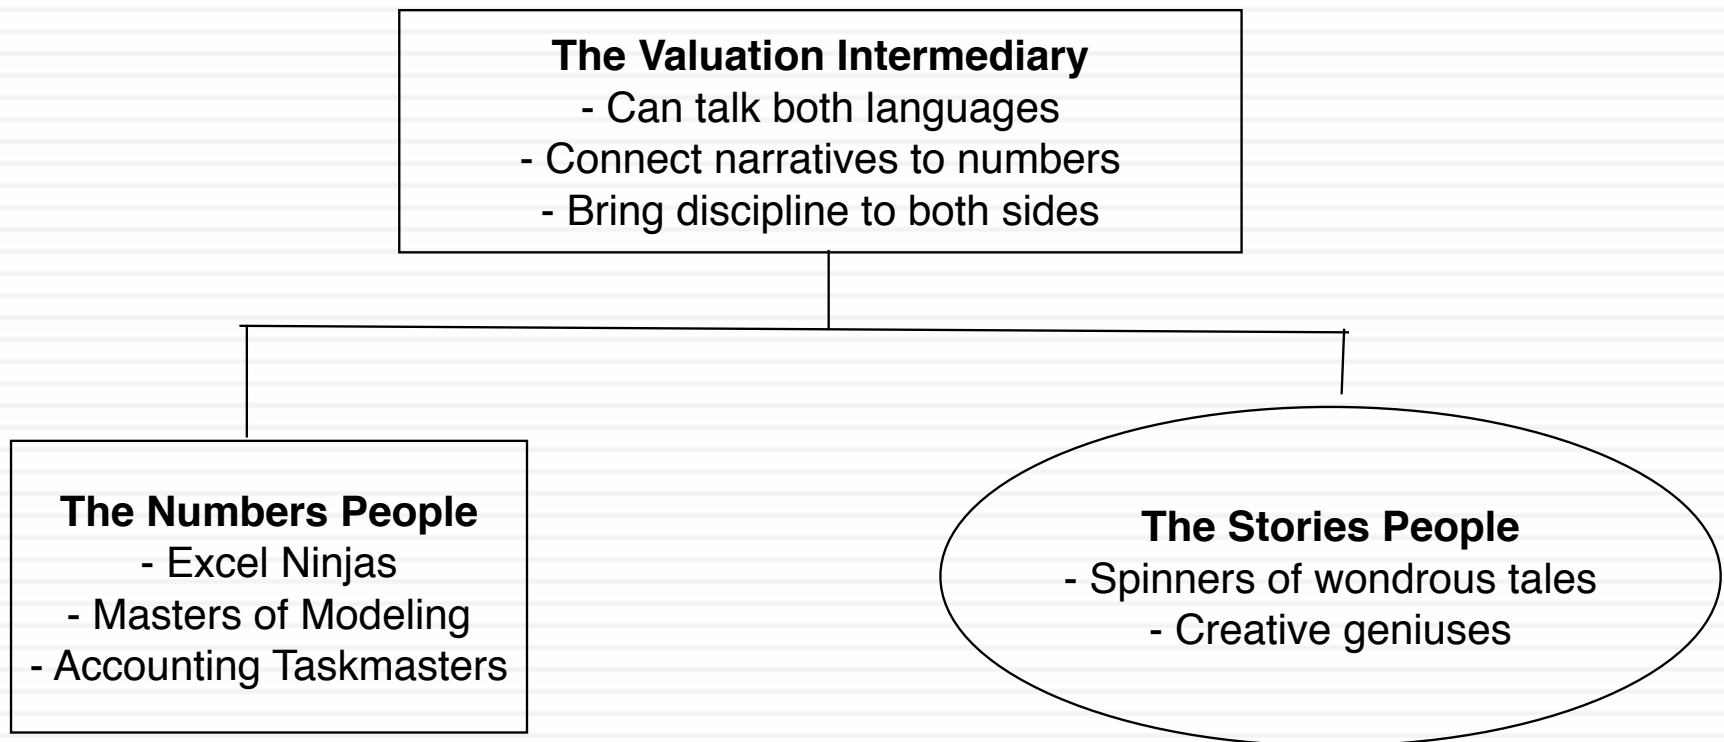 The Valuation Intermediary
- Can talk both languages
- Connect narratives to numbers
- Bring discipline to both sides
The Numbers People
- Excel Ninjas
- Masters of Modeling
- Accounting Taskmasters
The Stories People
- Spinners of wondrous tales
- Creative geniuses